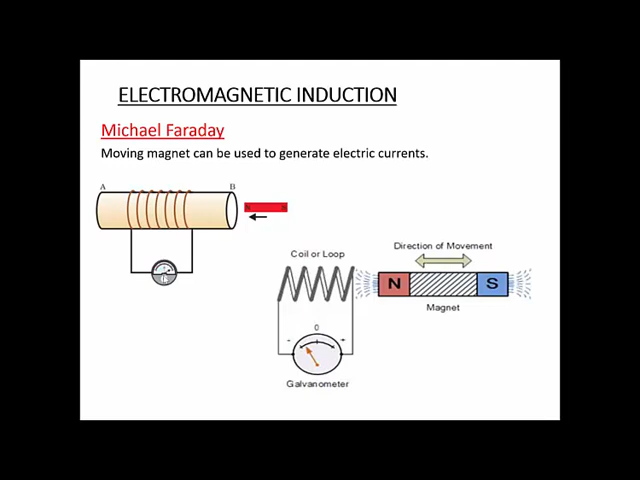 ELECTROMAGNETIC INDUCTION
Michael Faraday
Moving magnet can be used to generate electric currents.
A B
Coil or Loop
Direction of Movement
N S
Magnet
0
- +
Galvanometer